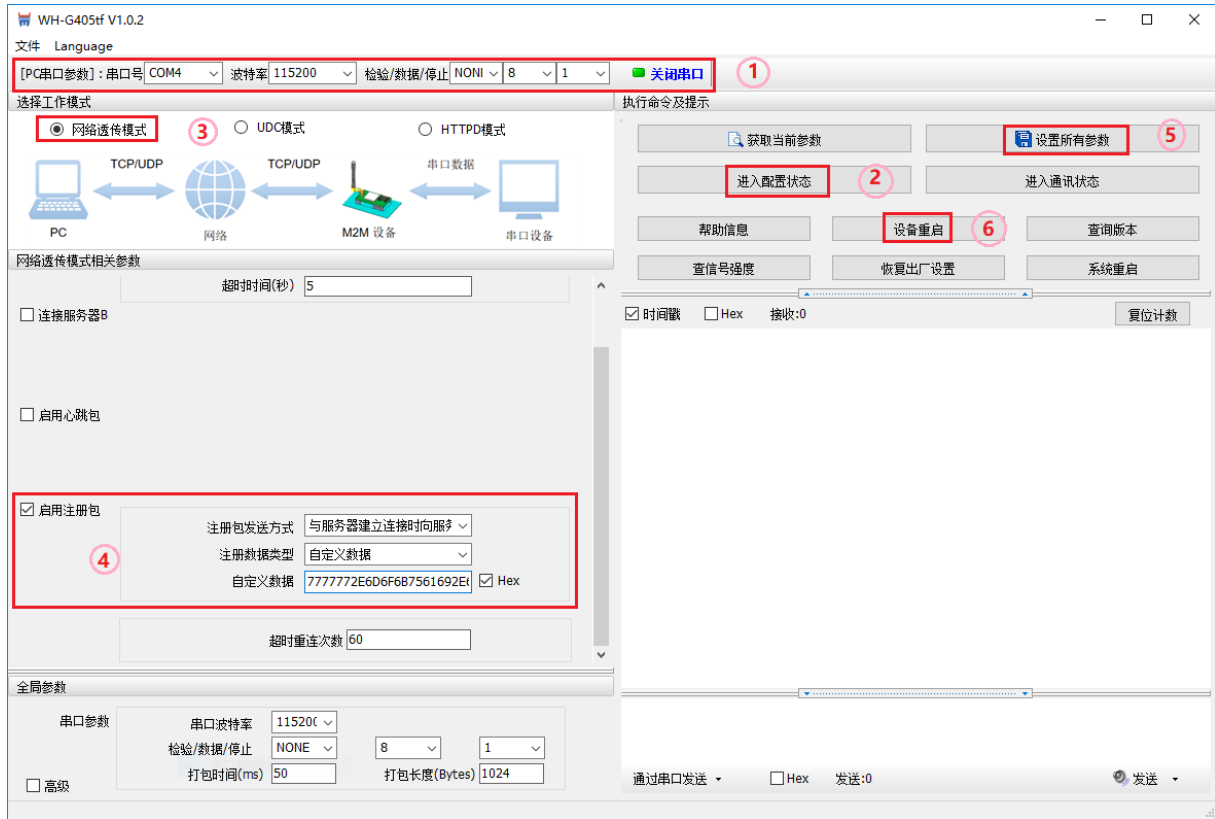 WH-G405tf V1.0.2
文件 Language
[PC串口参数]：串口号 COM4 波特率 115200 检验/数据/停止 NONI 8 1 关闭串口 1
选择工作模式
网络透传模式 3 UDC模式 HTTPD模式
TCP/UDP TCP/UDP 串口数据
PC 网络 M2M 设备 串口设备
网络透传模式相关参数
超时时间(秒) 5
连接服务器B
启用心跳包
启用注册包
注册包发送方式 与服务器建立连接时向服务
4 注册数据类型 自定义数据
自定义数据 7777772E6D6F6B7561692E6 Hex
超时重连次数 60
全局参数
串口参数 串口波特率 11520(
检验/数据/停止 NONE 8 1
打包时间(ms) 50 打包长度(Bytes) 1024
高级
执行命令及提示
获取当前参数 设置所有参数 5
进入配置状态 2 进入通讯状态
帮助信息 设备重启 6 查询版本
查信号强度 恢复出厂设置 系统重启
时间戳 Hex 接收:0 复位计数
通过串口发送 Hex 发送:0 发送